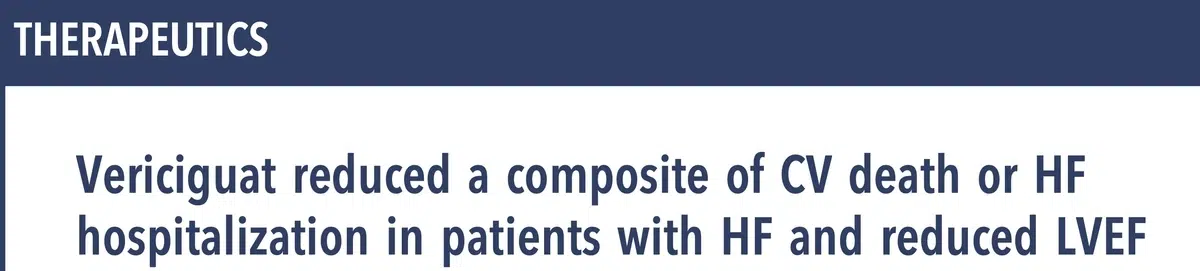 THERAPEUTICS
Vericiguat reduced a composite of CV death or HF
hospitalization in patients with HF and reduced LVEF